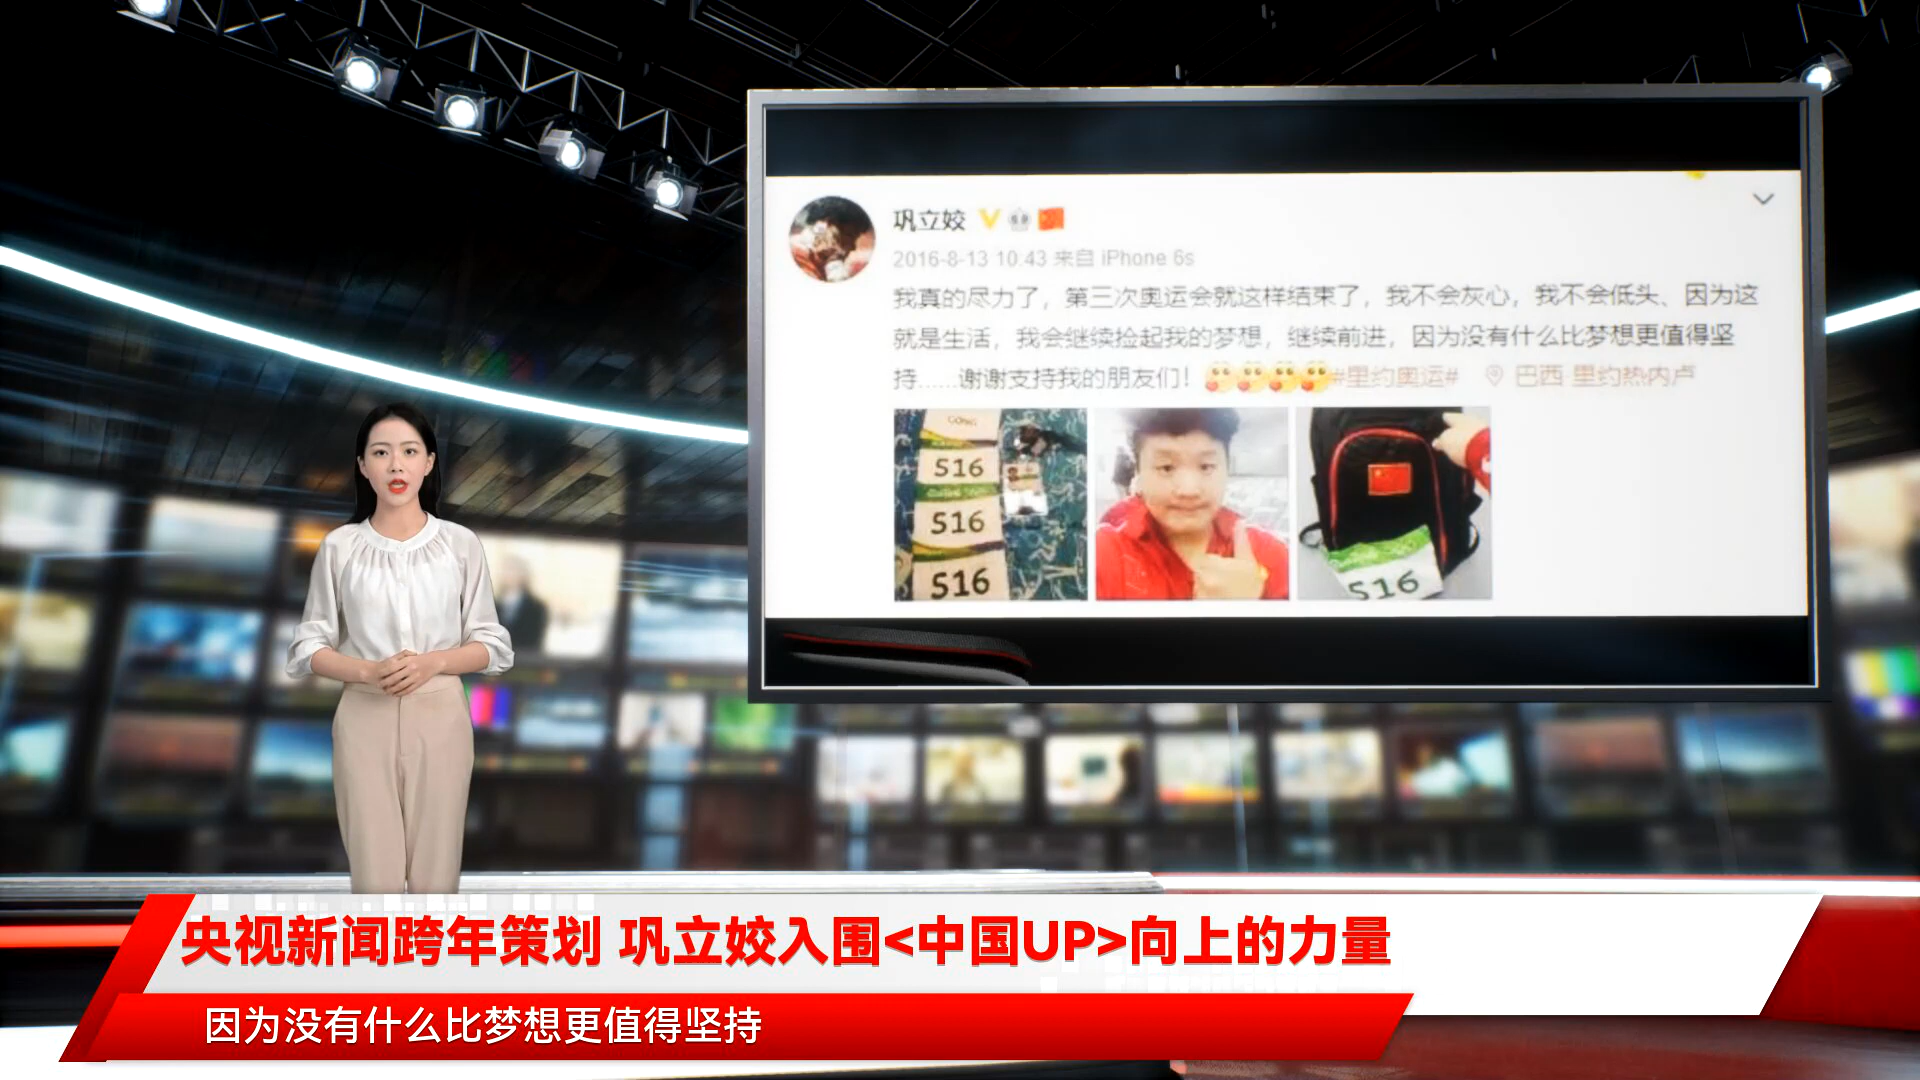 巩立姣
2016-8-13 10:43 来自 iPhone 6s
我真的尽力了，第三次奥运会就这样结束了，我不会灰心，我不会低头、因为这
就是生活，我会继续捡起我的梦想，继续前进，因为没有什么比梦想更值得坚
持……谢谢支持我的朋友们！#里约奥运# 巴西 里约热内卢
GONG
516
516
516
516
央视新闻跨年策划 巩立姣入围<中国UP>向上的力量
因为没有什么比梦想更值得坚持